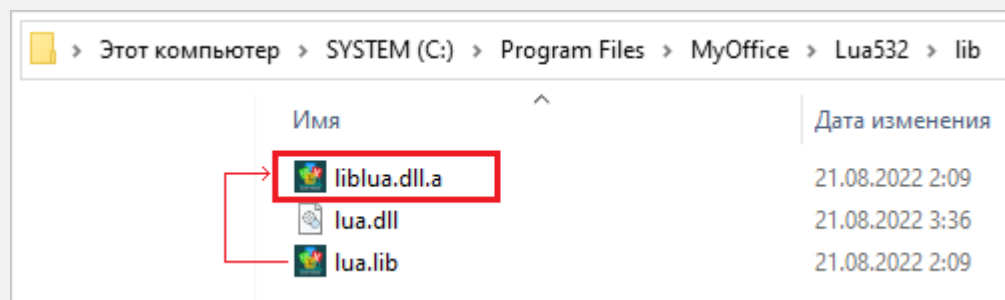 Этот компьютер > SYSTEM (C:) > Program Files > MyOffice > Lua532 > lib
Имя Дата изменения
liblua.dll.a 21.08.2022 2:09
lua.dll 21.08.2022 3:36
lua.lib 21.08.2022 2:09